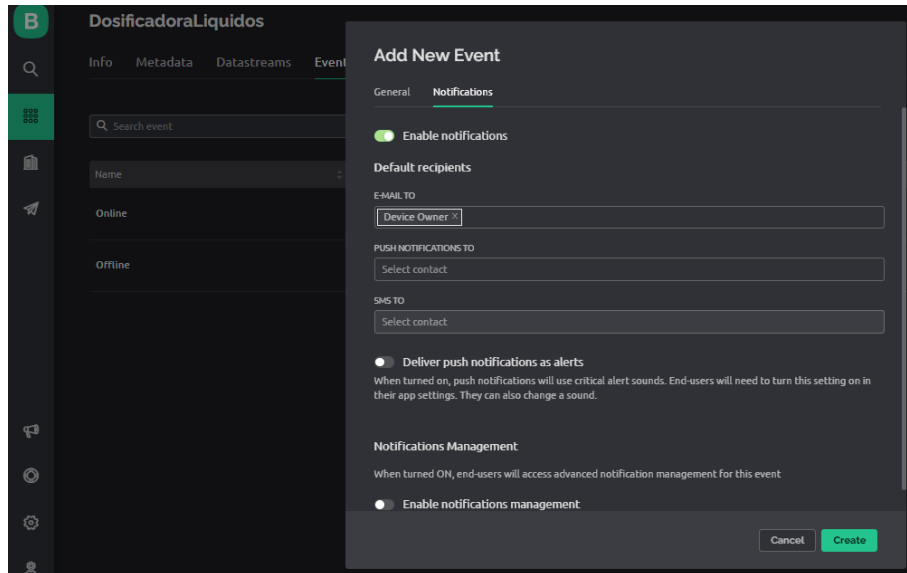 B
DosificadoraLiquidos
Info Metadata Datastreams Event
Search event
Name
Online
Offline
Add New Event
General Notifications
Enable notifications
Default recipients
E-MAIL TO
Device Owner ×
PUSH NOTIFICATIONS TO
Select contact
SMS TO
Select contact
Deliver push notifications as alerts
When turned on, push notifications will use critical alert sounds. End-users will need to turn this setting on in
their app settings. They can also change a sound.
Notifications Management
When turned ON, end-users will access advanced notification management for this event
Enable notifications management
Cancel Create